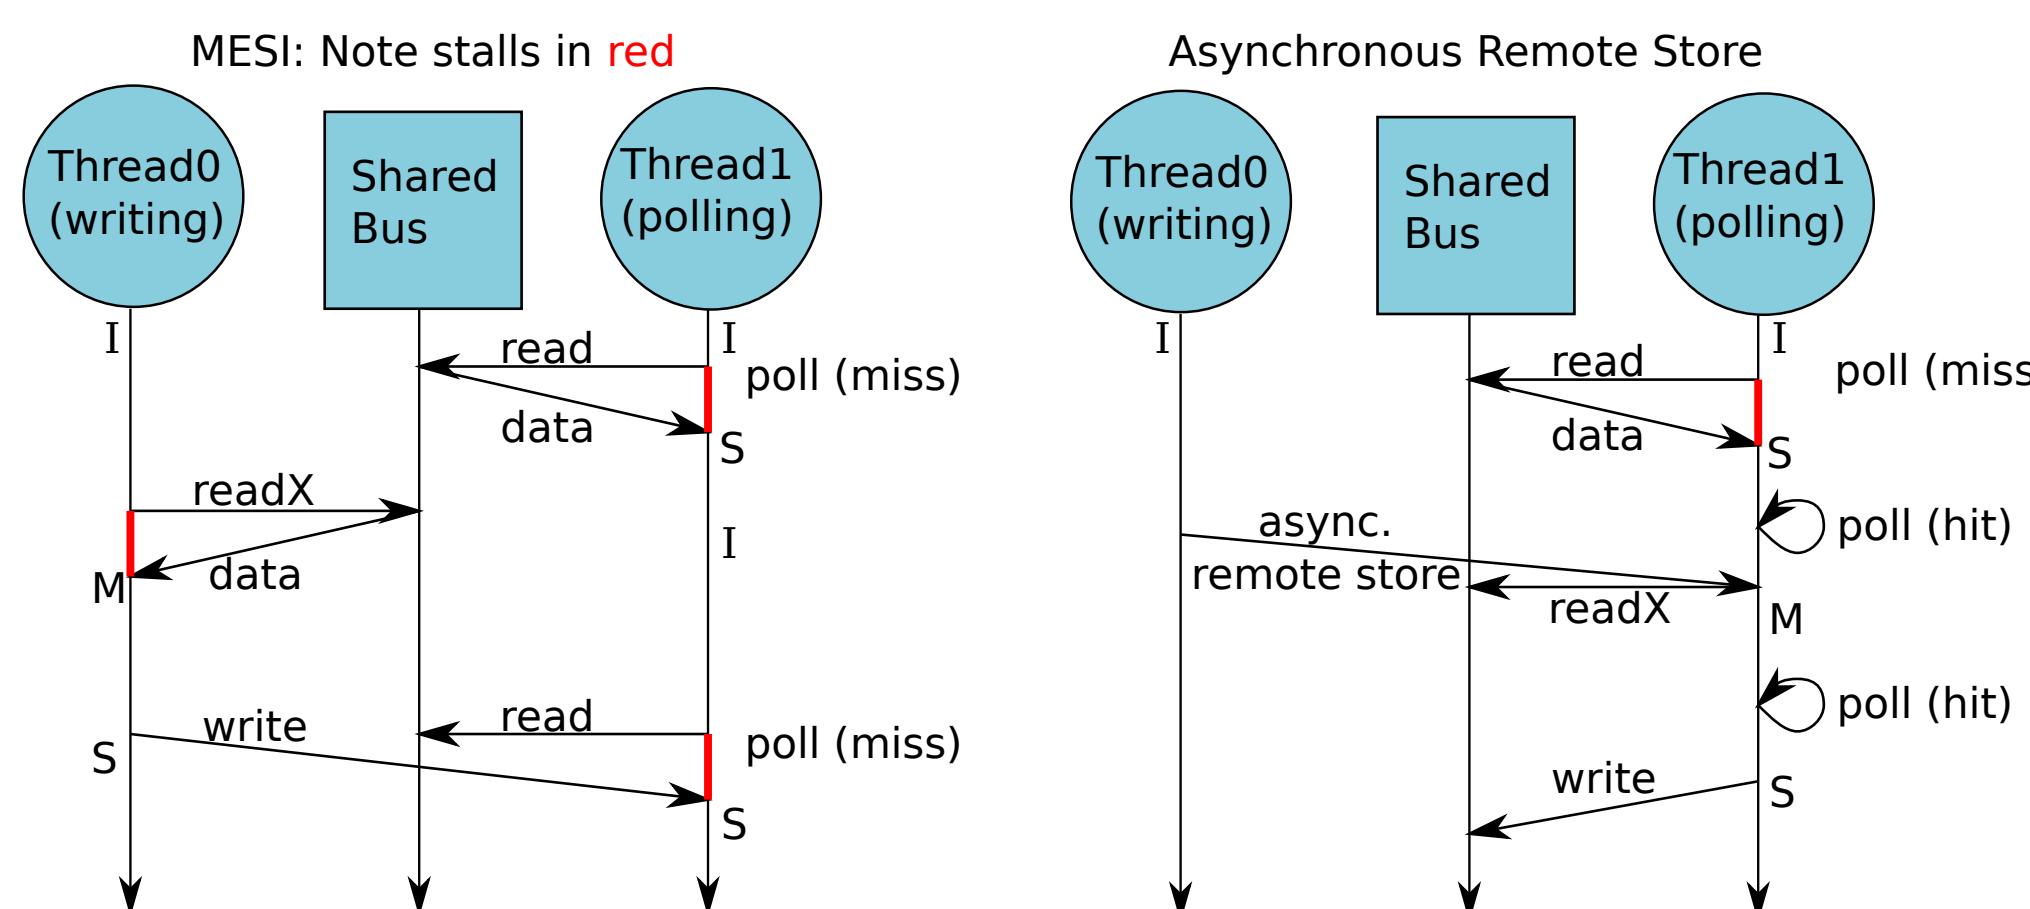 MESI: Note stalls in red
Thread0
(writing)
Shared
Bus
Thread1
(polling)
I
I
read
poll (miss)
data
S
readX
I
data
M
read
write
poll (miss)
S
S
Asynchronous Remote Store
Thread0
(writing)
Shared
Bus
Thread1
(polling)
I
I
read
poll (miss
data
S
async.
poll (hit)
remote store
readX
M
poll (hit)
write
S